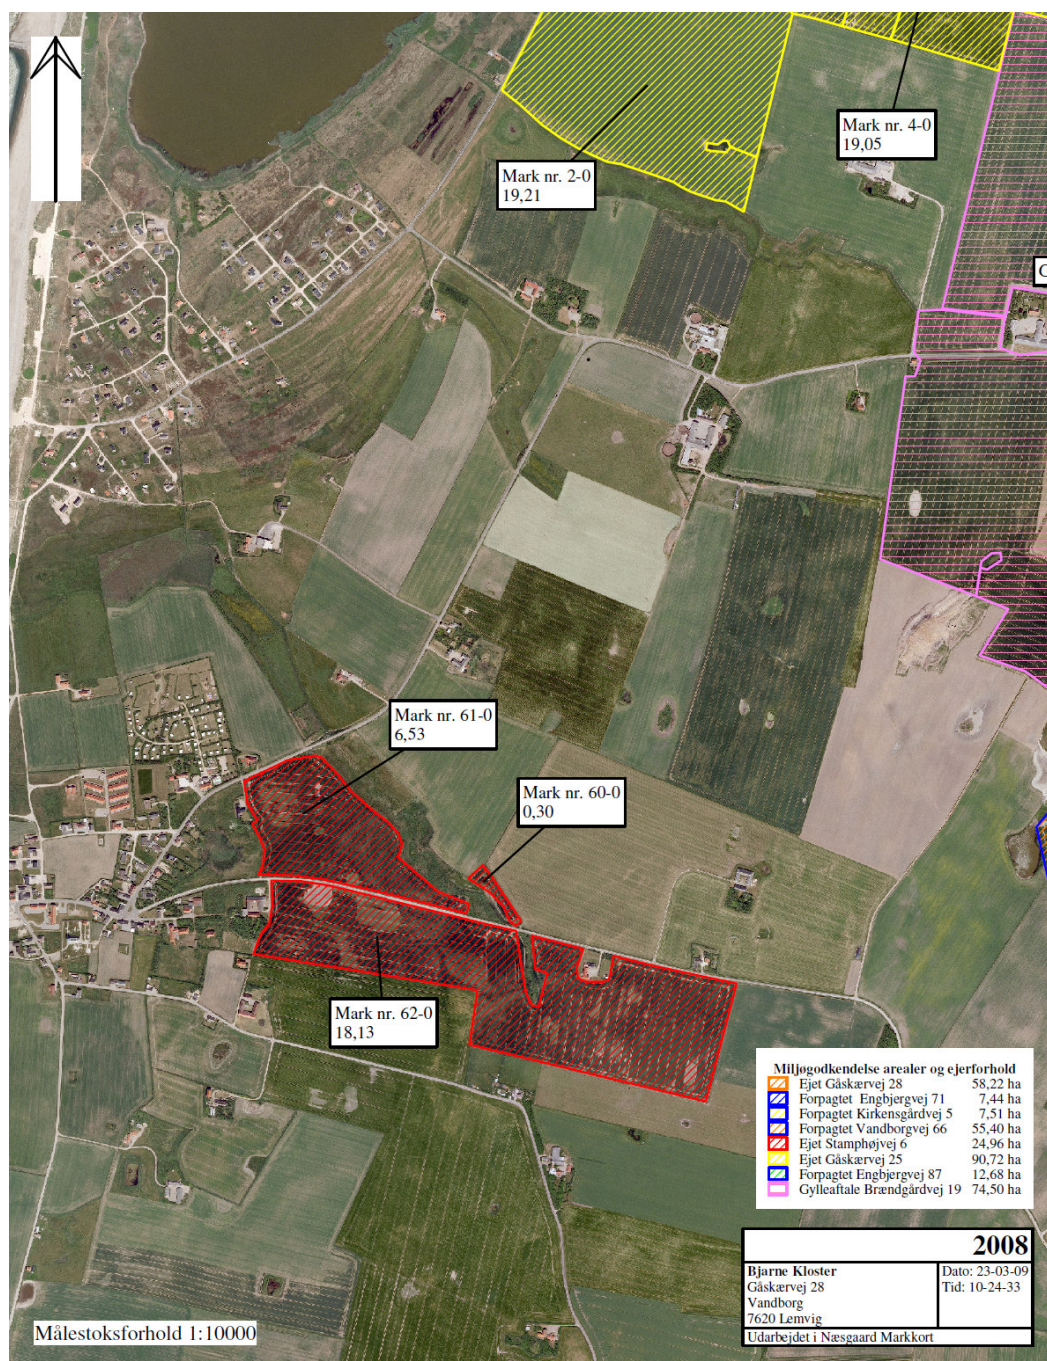 Mark nr. 4-0
19,05
Mark nr. 2-0
19,21
Mark nr. 61-0
6,53
Mark nr. 60-0
0,30
Mark nr. 62-0
18,13
Miljøgodkendelse arealer og ejerforhold
Ejet Gåskærvej 28 58,22 ha
Forpagtet Engbjergvej 71 7,44 ha
Forpagtet Kirkensgårdvej 5 7,51 ha
Forpagtet Vandborgvej 66 55,40 ha
Ejet Stamphøjvej 6 24,96 ha
Ejet Gåskærvej 25 90,72 ha
Forpagtet Engbjergvej 87 12,68 ha
Gylleaftale Brændgårdvej 19 74,50 ha
2008
Bjarne Kloster Dato: 23-03-09
Gåskærvej 28 Tid: 10-24-33
Vandborg
7620 Lemvig
Udarbejdet i Næsgaard Markkort
Målestoksforhold 1:10000